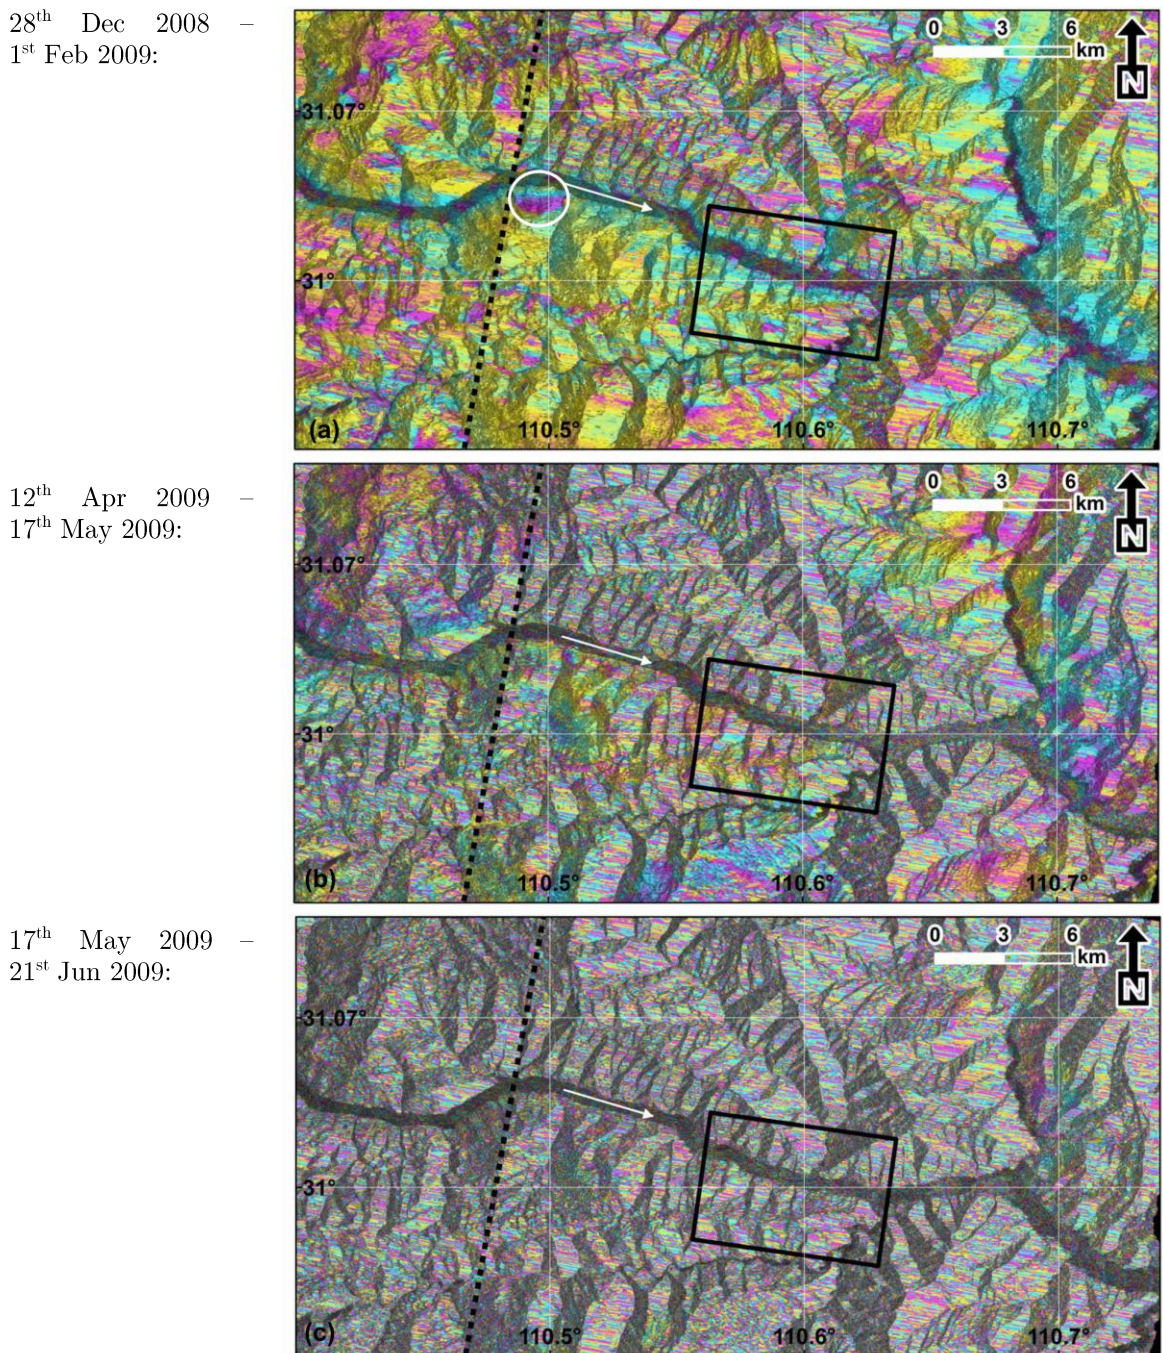 28th Dec 2008 –
1st Feb 2009:
0 3 6
km
N
31.07°
31°
(a)
110.5°
110.6°
110.7°
12th Apr 2009 –
17th May 2009:
0 3 6
km
N
31.07°
31°
(b)
110.5°
110.6°
110.7°
17th May 2009 –
21st Jun 2009:
0 3 6
km
N
31.07°
31°
(c)
110.5°
110.6°
110.7°